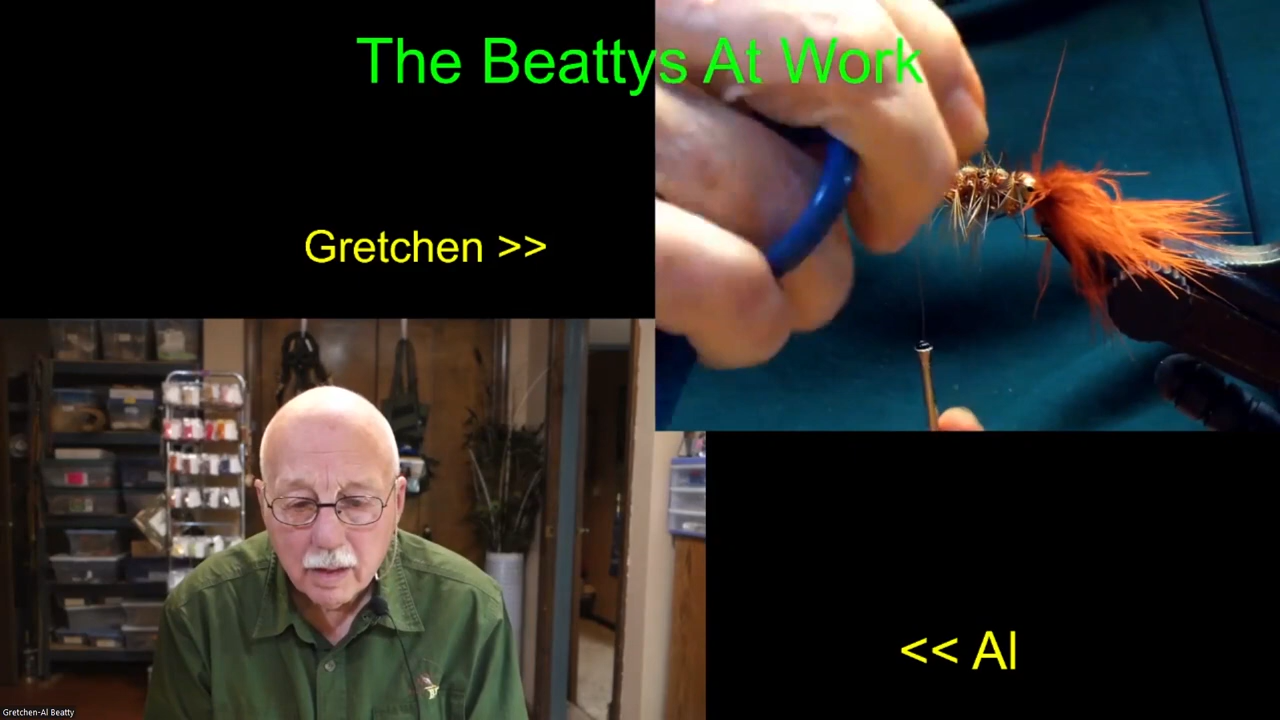 The Beattys At Work
Gretchen >>
<< Al
Gretchen-Al Beatty